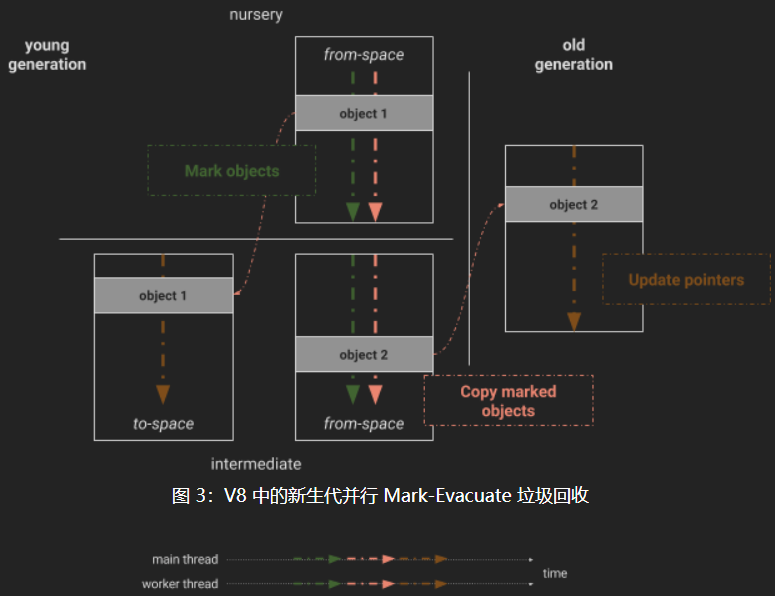 nursery
young
generation
from-space
old
generation
object 1
Mark objects
object 2
object 1
Update pointers
object 2
Copy marked
objects
to-space
from-space
intermediate
图 3：V8 中的新生代并行 Mark-Evacuate 垃圾回收
main thread
worker thread
time